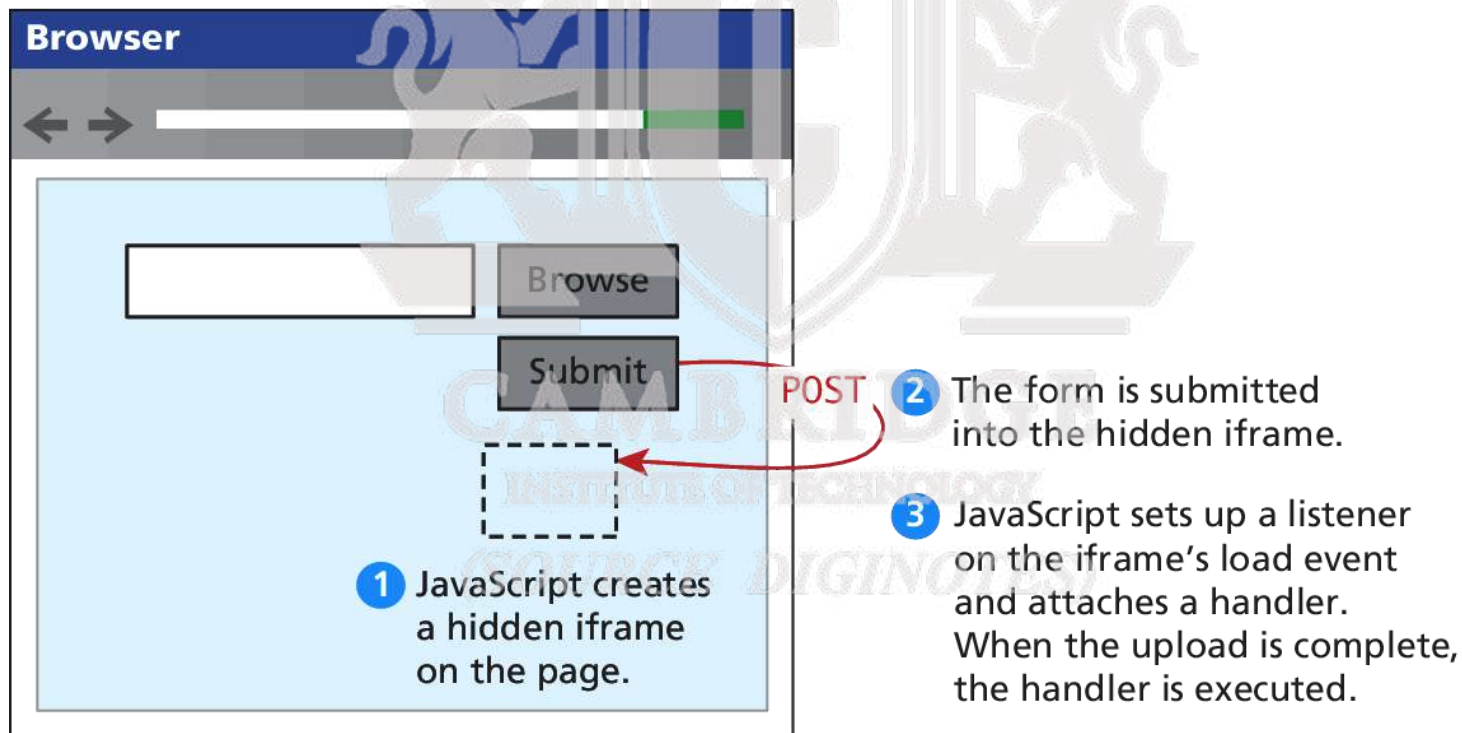 Browser
Browse
Submit
POST
2 The form is submitted
into the hidden iframe.
3 JavaScript sets up a listener
on the iframe's load event
and attaches a handler.
When the upload is complete,
the handler is executed.
1 JavaScript creates
a hidden iframe
on the page.
CAMBRIDGE
INSTITUTE OF TECHNOLOGY
(SOURCE DIGINOTES)